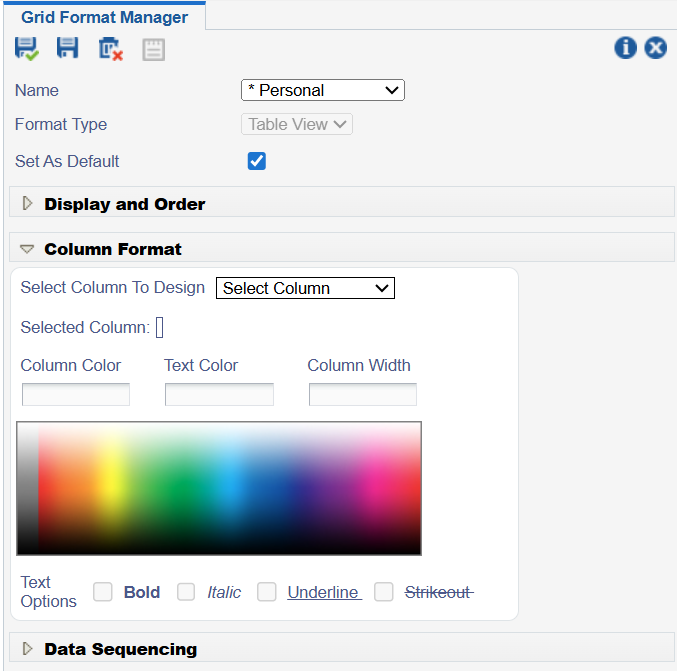 Grid Format Manager
Name * Personal
Format Type Table View
Set As Default
Display and Order
Column Format
Select Column To Design Select Column
Selected Column:
Column Color Text Color Column Width
Text Options Bold Italic Underline Strikeout
Data Sequencing